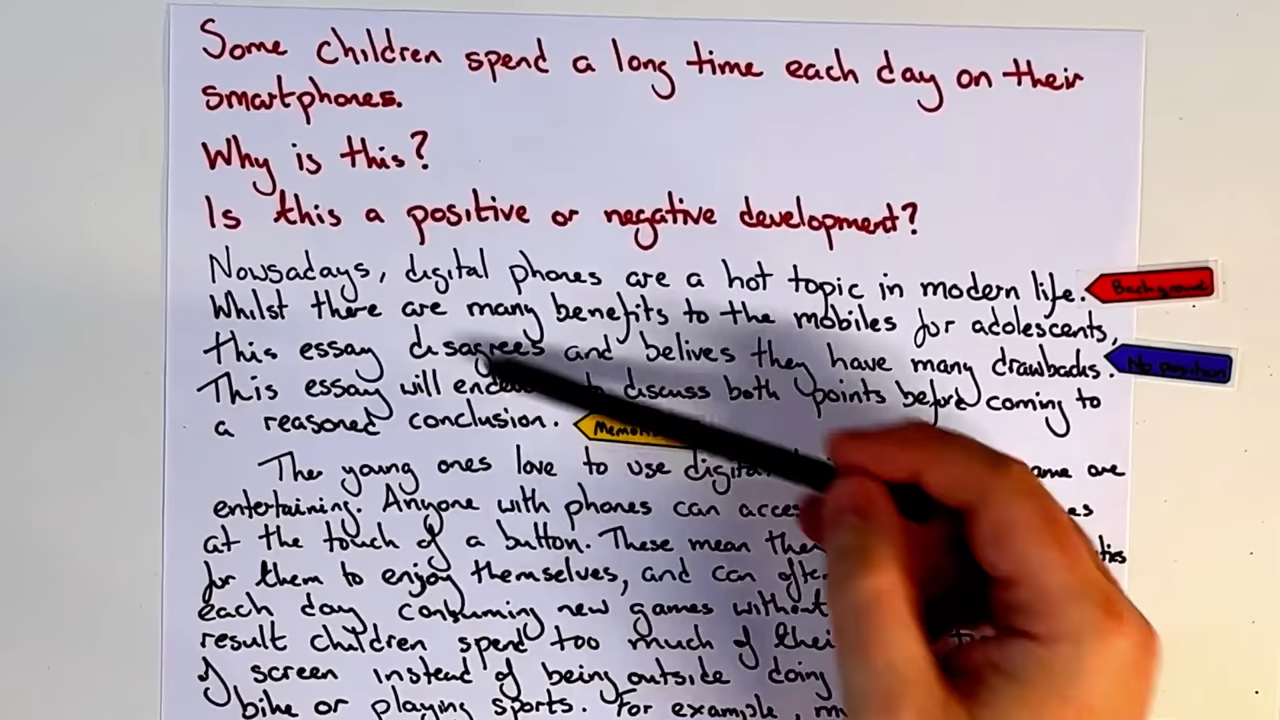 Some children spend a long time each day on their
smartphones.
Why is this?
Is this a positive or negative development?
Nowsadays, digital phones are a hot topic in modern life.
Background
Whilst there are many benefits to the mobiles for adolescents,
this essay disagrees and belives they have many drawbacks.
No position
This essay will to discuss both points before coming to
a reasoned conclusion.
The young ones love to use are
entertaining. Anyone with phones can
at the touch of a button. These mean
for them to enjoy themselves, and can
each day consuming new games without
result children spend too much of
of screen instead of being outside doing
bike or playing sports. For example,